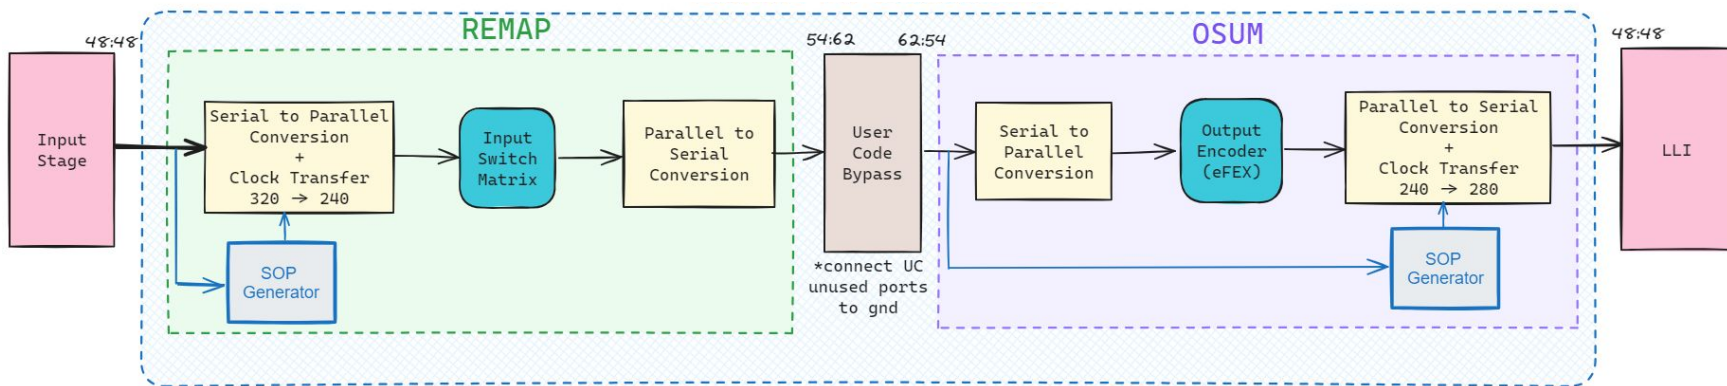 REMAP
OSUM
48:48
54:62
62:54
48:48
Input
Stage
Serial to Parallel
Conversion
+
Clock Transfer
320 → 240
SOP
Generator
Input
Switch
Matrix
Parallel to
Serial
Conversion
User
Code
Bypass
*connect UC
unused ports
to gnd
Serial to
Parallel
Conversion
Output
Encoder
(eFEX)
Parallel to Serial
Conversion
+
Clock Transfer
240 → 280
SOP
Generator
LLI